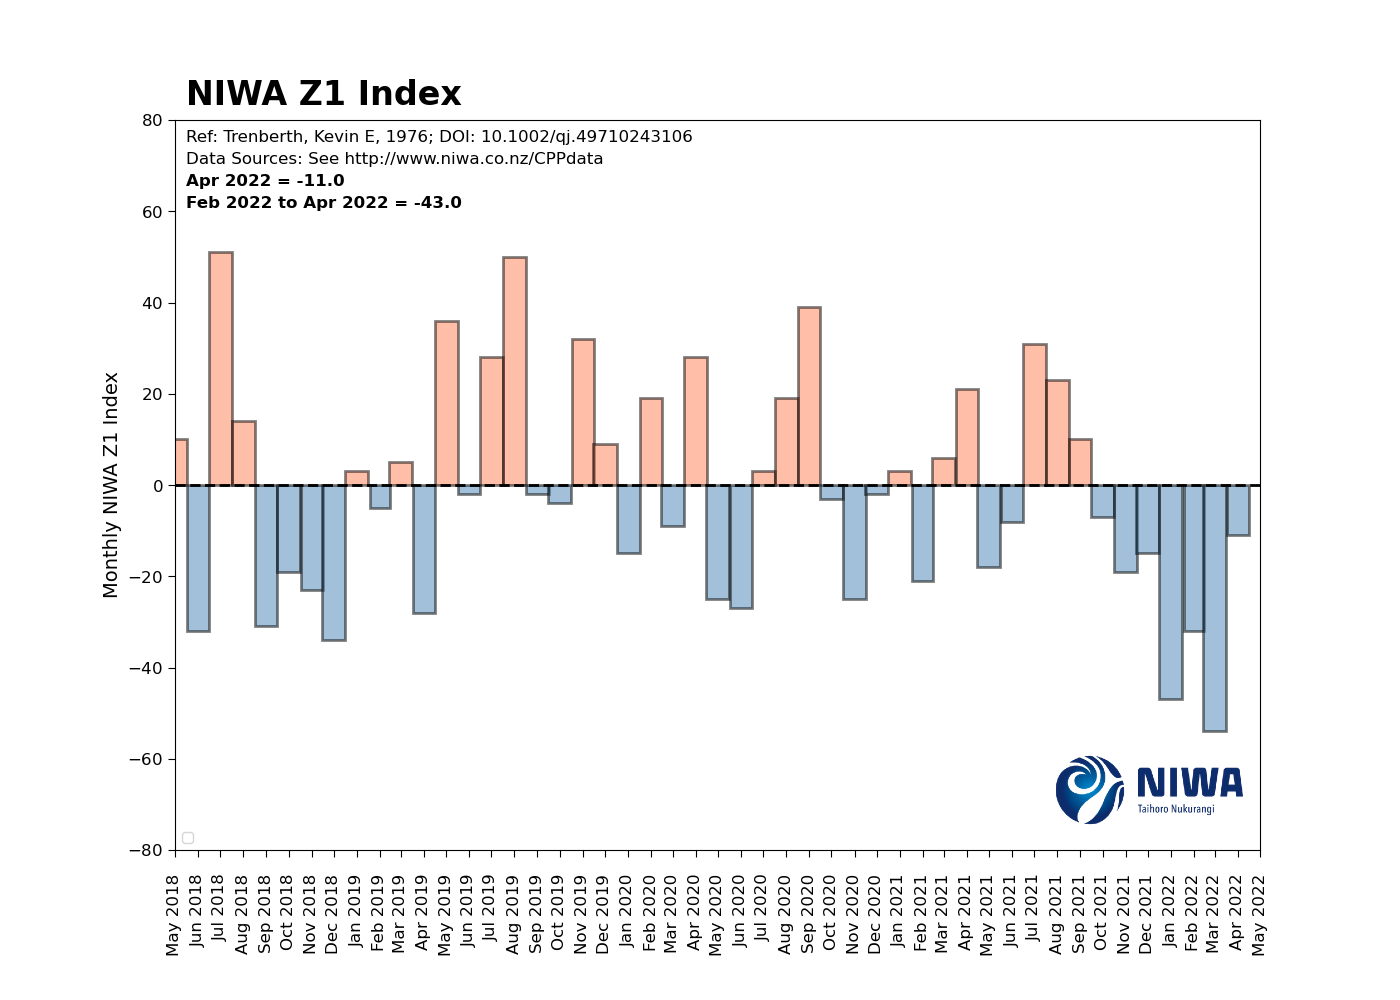 NIWA Z1 Index
Ref: Trenberth, Kevin E, 1976; DOI: 10.1002/qj.49710243106
Data Sources: See http://www.niwa.co.nz/CPPdata
Apr 2022 = -11.0
Feb 2022 to Apr 2022 = -43.0
Monthly NIWA Z1 Index
80
60
40
20
0
−20
−40
−60
−80
NIWA
Taihoro Nukurangi
May 2018
Jun 2018
Jul 2018
Aug 2018
Sep 2018
Oct 2018
Nov 2018
Dec 2018
Jan 2019
Feb 2019
Mar 2019
Apr 2019
May 2019
Jun 2019
Jul 2019
Aug 2019
Sep 2019
Oct 2019
Nov 2019
Dec 2019
Jan 2020
Feb 2020
Mar 2020
Apr 2020
May 2020
Jun 2020
Jul 2020
Aug 2020
Sep 2020
Oct 2020
Nov 2020
Dec 2020
Jan 2021
Feb 2021
Mar 2021
Apr 2021
May 2021
Jun 2021
Jul 2021
Aug 2021
Sep 2021
Oct 2021
Nov 2021
Dec 2021
Jan 2022
Feb 2022
Mar 2022
Apr 2022
May 2022